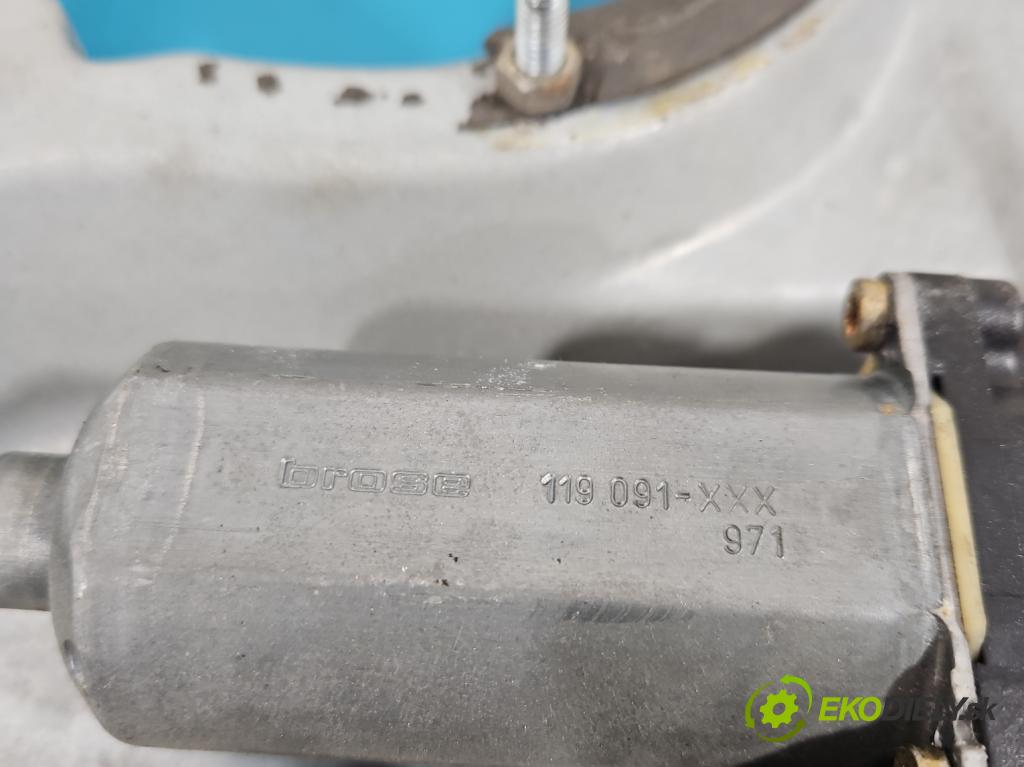 brose 119 091-XXX
971
EKODIELY.sk